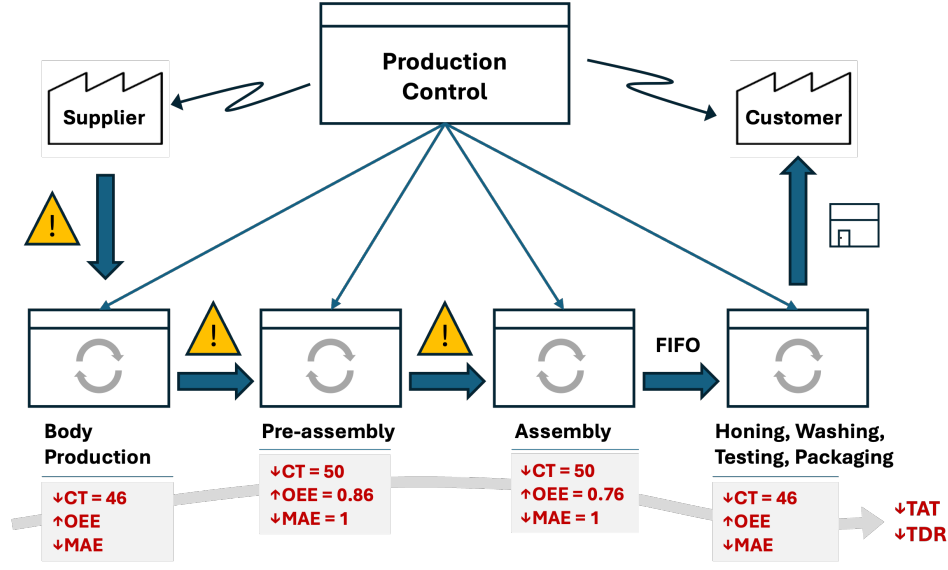 Production
Control
Supplier
Customer
!
!
!
FIFO
Body
Production
Pre-assembly
Assembly
Honing, Washing,
Testing, Packaging
↓CT = 46
↑OEE
↓MAE
↓CT = 50
↑OEE = 0.86
↓MAE = 1
↓CT = 50
↑OEE = 0.76
↓MAE = 1
↓CT = 46
↑OEE
↓MAE
↓TAT
↓TDR